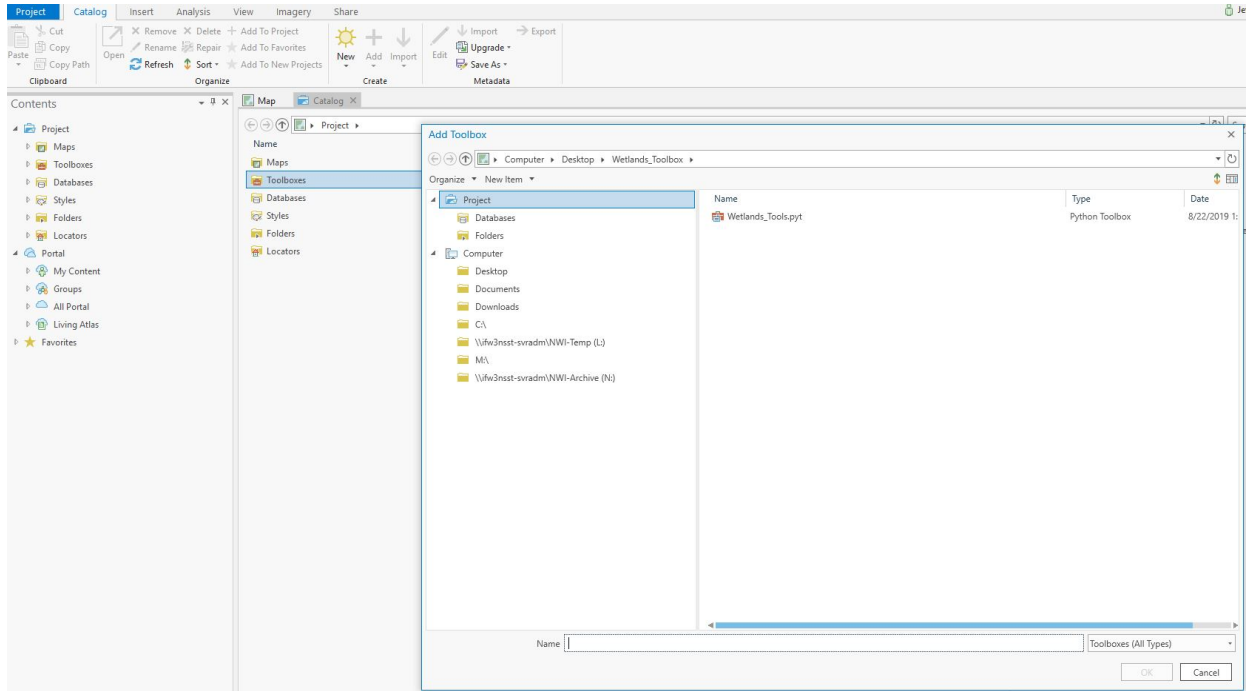 Project Catalog Insert Analysis View Imagery Share
Cut
Copy
Copy Path
Paste
Clipboard
Open
Remove Delete Add To Project
Rename Repair Add To Favorites
Refresh Sort Add To New Projects
Organize
New Add Import
Create
Import Export
Edit
Upgrade
Save As
Metadata
Contents
Project
Maps
Toolboxes
Databases
Styles
Folders
Locators
Portal
My Content
Groups
All Portal
Living Atlas
Favorites
Map Catalog
Project
Name
Maps
Toolboxes
Databases
Styles
Folders
Locators
Add Toolbox
Computer Desktop Wetlands_Toolbox
Organize New Item
Project
Databases
Folders
Computer
Desktop
Documents
Downloads
C:\
\\ifw3nsst-svradm\NWI-Temp (L:)
M:\
\\ifw3nsst-svradm\NWI-Archive (N:)
Name Type Date
Wetlands_Tools.pyt Python Toolbox 8/22/2019 1:
Name
Toolboxes (All Types)
OK Cancel